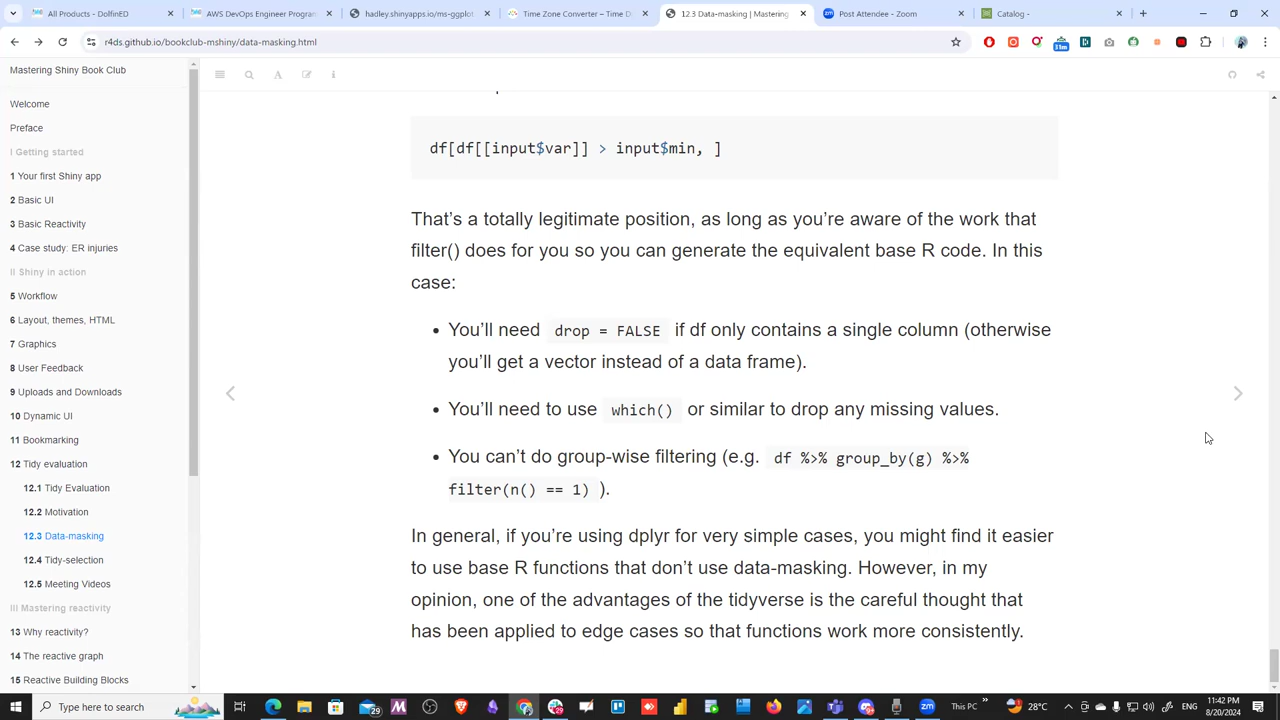 All Products - DolfinED
AWS DevOps Engineer Program
hadley.shinyapps.io/ms-ggplot
Time Zone Converter – Time D
12.3 Data-masking | Mastering
Post Attendee - Zoom
Catalog -
r4ds.github.io/bookclub-mshiny/data-masking.html
31m
Mastering Shiny Book Club
Welcome
Preface
I Getting started
1 Your first Shiny app
2 Basic UI
3 Basic Reactivity
4 Case study: ER injuries
II Shiny in action
5 Workflow
6 Layout, themes, HTML
7 Graphics
8 User Feedback
9 Uploads and Downloads
10 Dynamic UI
11 Bookmarking
12 Tidy evaluation
12.1 Tidy Evaluation
12.2 Motivation
12.3 Data-masking
12.4 Tidy-selection
12.5 Meeting Videos
III Mastering reactivity
13 Why reactivity?
14 The reactive graph
15 Reactive Building Blocks
df[df[[input$var]] > input$min, ]
That’s a totally legitimate position, as long as you’re aware of the work that
filter() does for you so you can generate the equivalent base R code. In this
case:
• You’ll need drop = FALSE if df only contains a single column (otherwise
you’ll get a vector instead of a data frame).
• You’ll need to use which() or similar to drop any missing values.
• You can’t do group-wise filtering (e.g. df %>% group_by(g) %>%
filter(n() == 1) ).
In general, if you’re using dplyr for very simple cases, you might find it easier
to use base R functions that don’t use data-masking. However, in my
opinion, one of the advantages of the tidyverse is the careful thought that
has been applied to edge cases so that functions work more consistently.
Type here to search
29
This PC
28°C
11:42 PM
8/20/2024